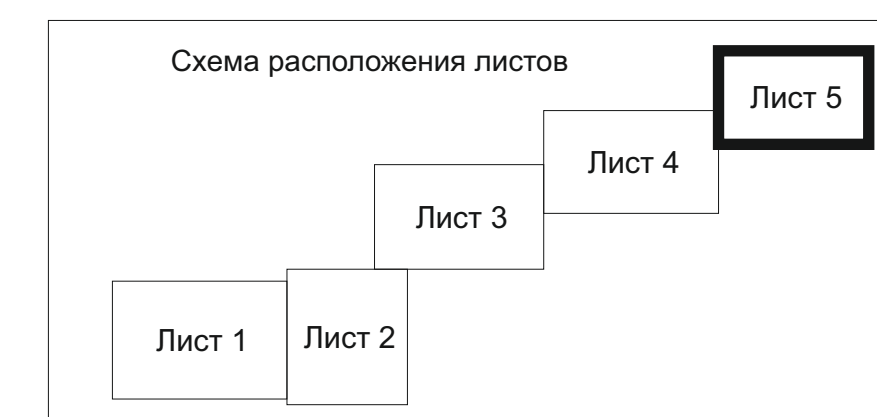 Схема расположения листов
Лист 5
Лист 4
Лист 3
Лист 2
Лист 1